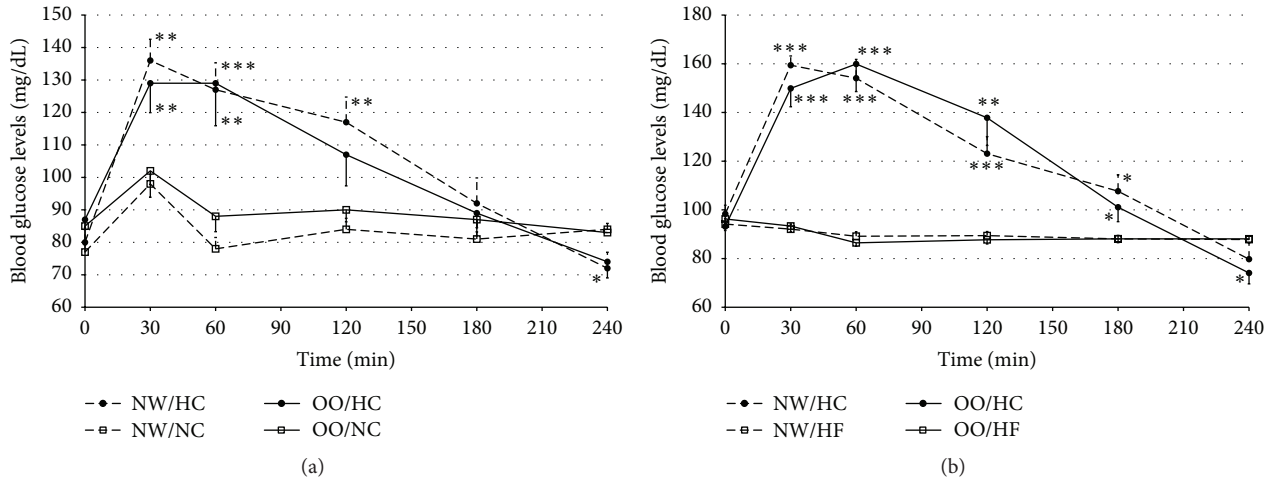 150
140
130
120
110
100
90
80
70
60
Blood glucose levels (mg/dL)
**
***
**
**
**
*
0 30 60 90 120 150 180 210 240
Time (min)
NW/HC
OO/HC
NW/NC
OO/NC
(a)
180
160
140
120
100
80
60
Blood glucose levels (mg/dL)
***
***
***
***
**
***
*
*
*
0 30 60 90 120 150 180 210 240
Time (min)
NW/HC
OO/HC
NW/HF
OO/HF
(b)